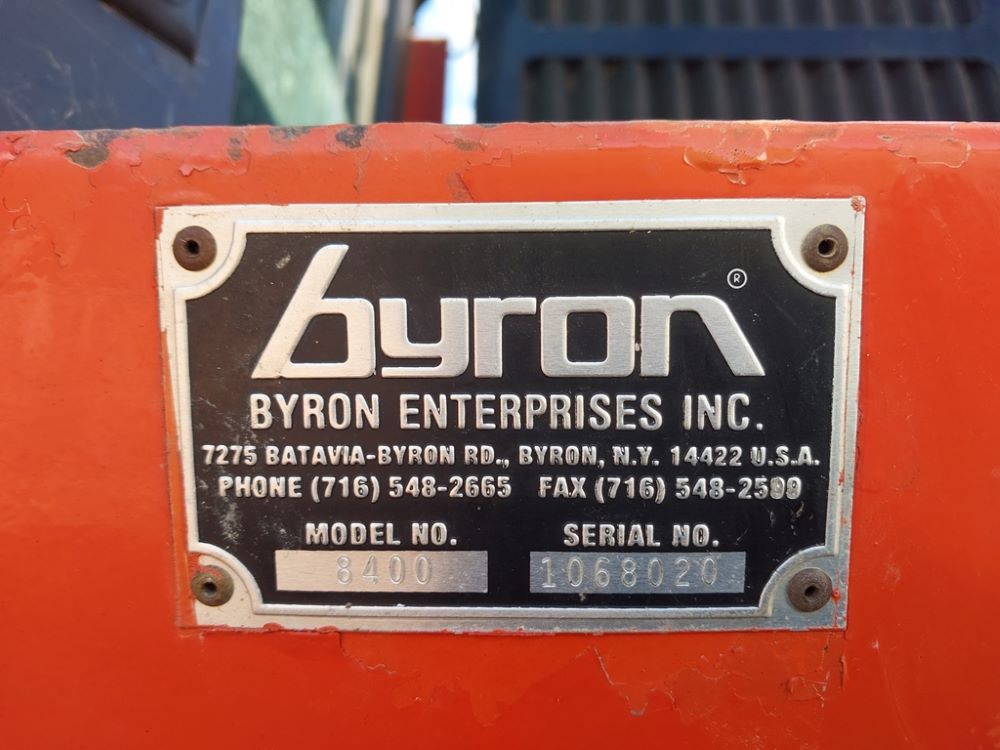 byron®
BYRON ENTERPRISES INC.
7275 BATAVIA-BYRON RD., BYRON, N.Y. 14422 U.S.A.
PHONE (716) 548-2665 FAX (716) 548-2599
MODEL NO. SERIAL NO.
8400 1068020